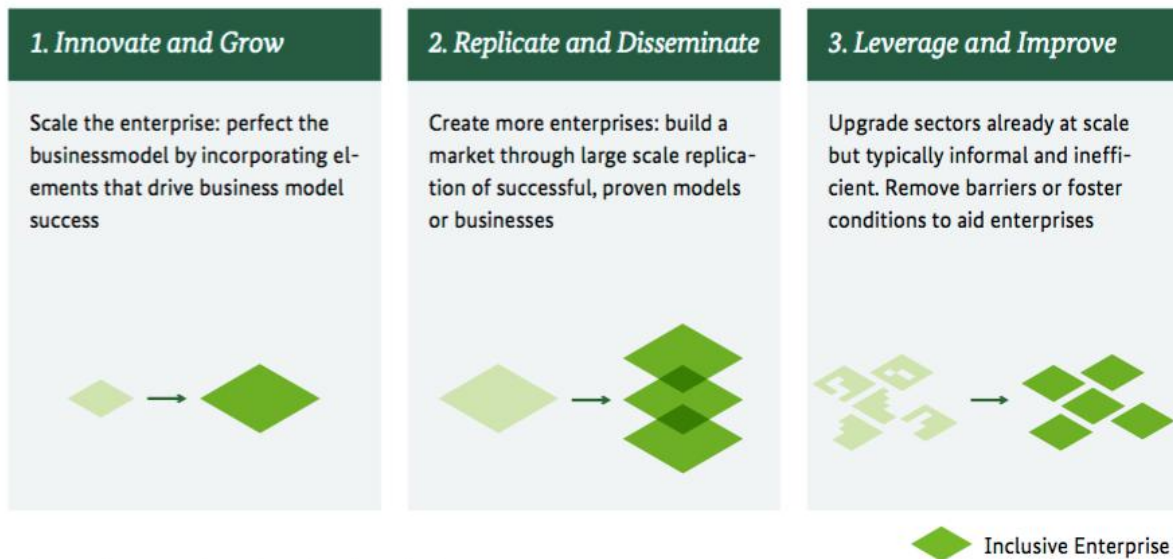 1. Innovate and Grow
Scale the enterprise: perfect the
businessmodel by incorporating el-
ements that drive business model
success
2. Replicate and Disseminate
Create more enterprises: build a
market through large scale replica-
tion of successful, proven models
or businesses
3. Leverage and Improve
Upgrade sectors already at scale
but typically informal and ineffi-
cient. Remove barriers or foster
conditions to aid enterprises
Inclusive Enterprise